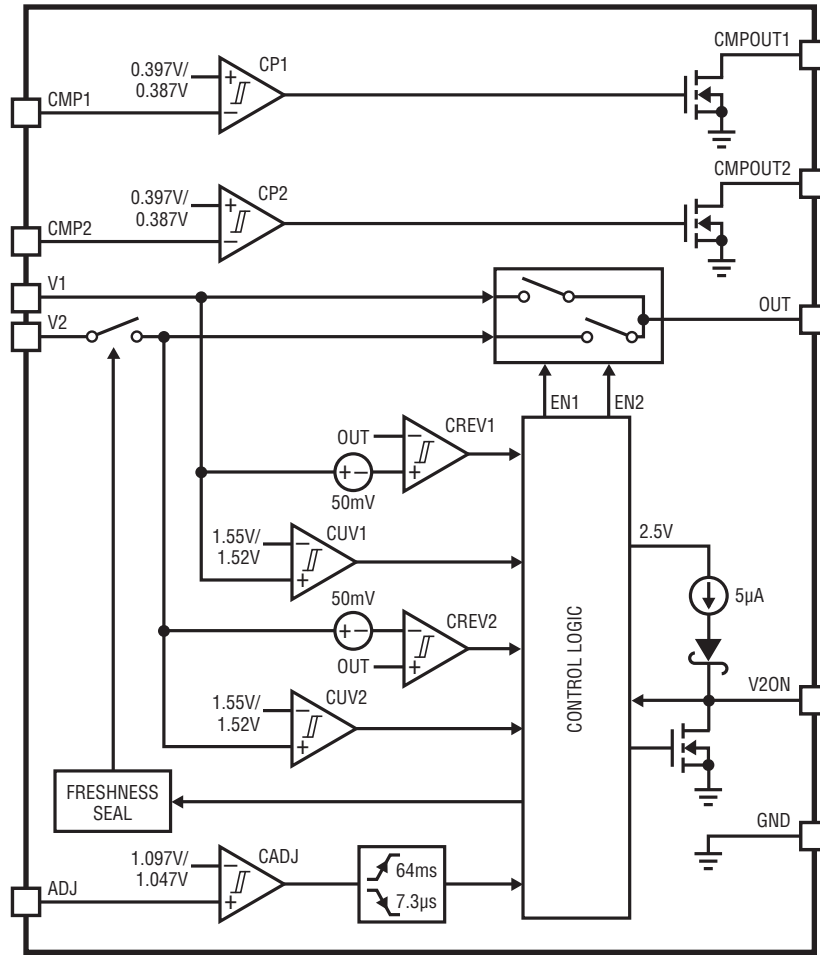 CMPOUT1
CP1
0.397V/
0.387V
+
−
CMP1
CMPOUT2
CP2
0.397V/
0.387V
+
−
CMP2
V1
V2
OUT
EN1
EN2
CREV1
OUT
−
+
+ −
50mV
2.5V
CUV1
1.55V/
1.52V
−
+
5µA
50mV
+ −
CREV2
−
+
OUT
CONTROL LOGIC
V2ON
CUV2
1.55V/
1.52V
−
+
FRESHNESS
SEAL
GND
CADJ
1.097V/
1.047V
−
+
64ms
7.3µs
ADJ